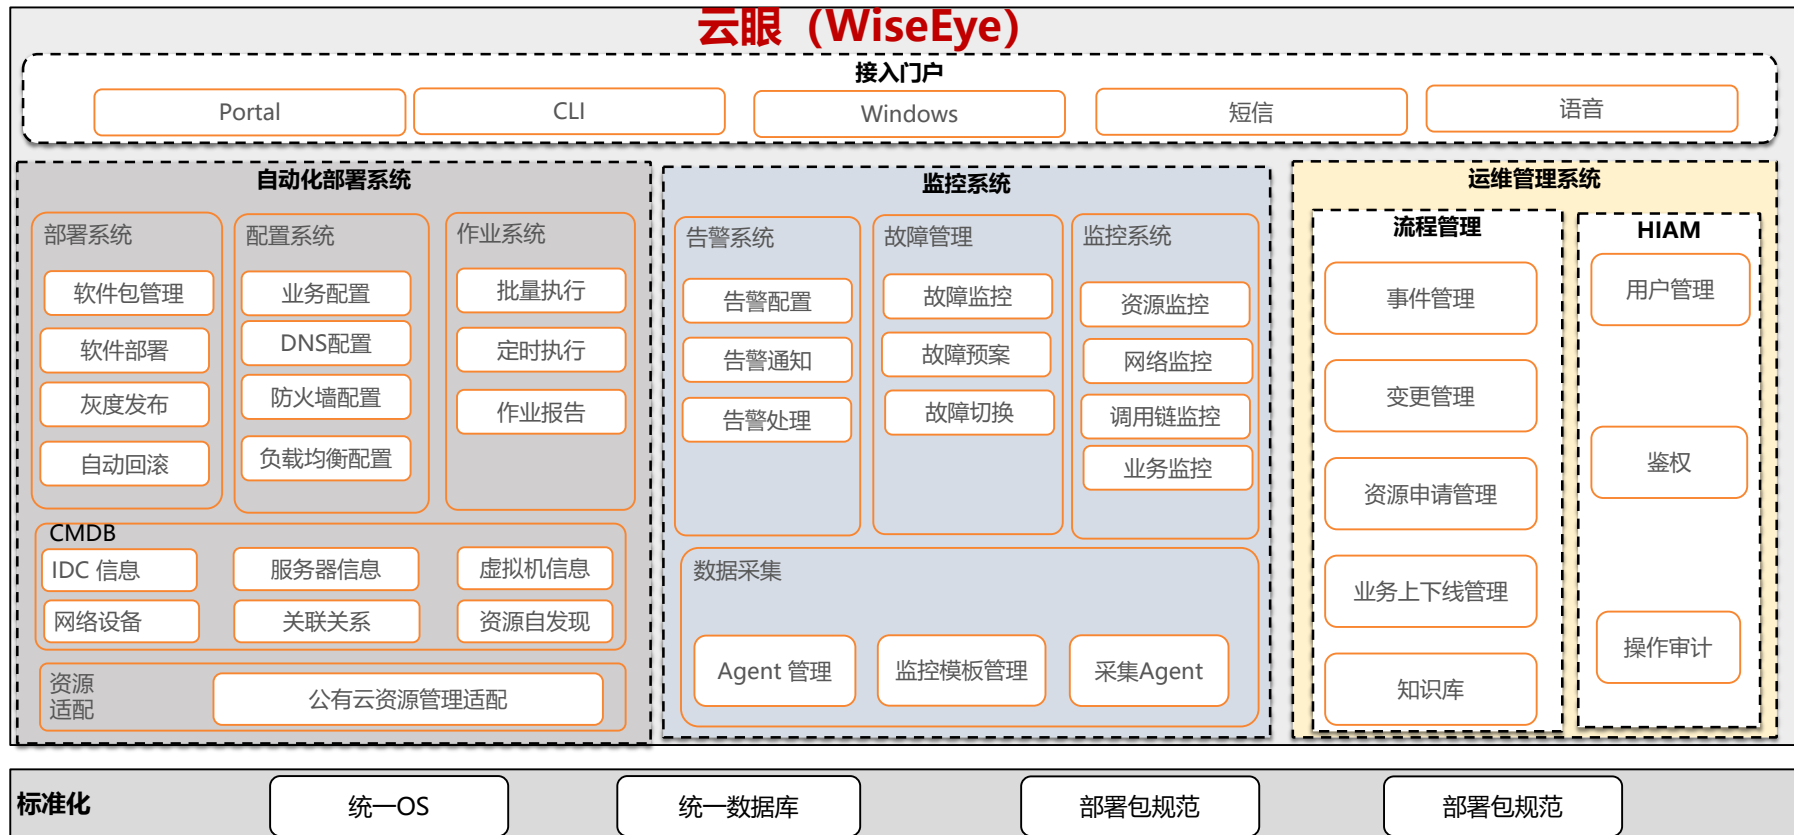 云眼（WiseEye）
接入门户
Portal
CLI
Windows
短信
语音
自动化部署系统
部署系统
软件包管理
软件部署
灰度发布
自动回滚
配置系统
业务配置
DNS配置
防火墙配置
负载均衡配置
作业系统
批量执行
定时执行
作业报告
CMDB
IDC 信息
服务器信息
虚拟机信息
网络设备
关联关系
资源自发现
资源
适配
公有云资源管理适配
监控系统
告警系统
告警配置
告警通知
告警处理
故障管理
故障监控
故障预案
故障切换
监控系统
资源监控
网络监控
调用链监控
业务监控
数据采集
Agent 管理
监控模板管理
采集Agent
运维管理系统
流程管理
事件管理
变更管理
资源申请管理
业务上下线管理
知识库
HIAM
用户管理
鉴权
操作审计
标准化
统一OS
统一数据库
部署包规范
部署包规范